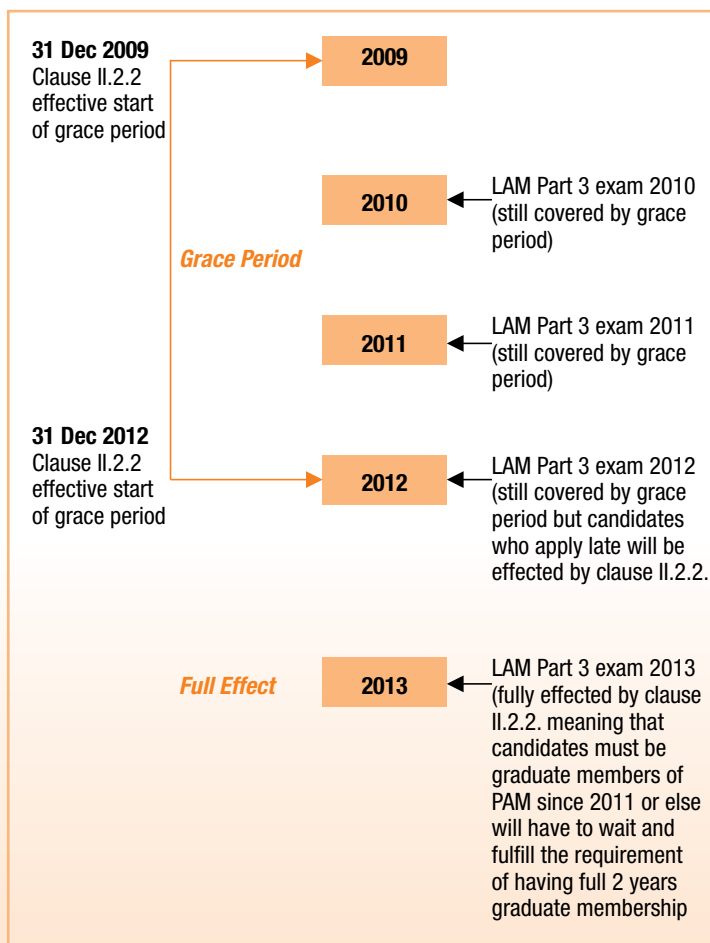 31 Dec 2009
Clause II.2.2
effective start
of grace period
2009
2010
LAM Part 3 exam 2010
(still covered by grace
period)
Grace Period
2011
LAM Part 3 exam 2011
(still covered by grace
period)
31 Dec 2012
Clause II.2.2
effective start
of grace period
2012
LAM Part 3 exam 2012
(still covered by grace
period but candidates
who apply late will be
effected by clause II.2.2.
Full Effect
2013
LAM Part 3 exam 2013
(fully effected by clause
II.2.2. meaning that
candidates must be
graduate members of
PAM since 2011 or else
will have to wait and
fulfill the requirement
of having full 2 years
graduate membership